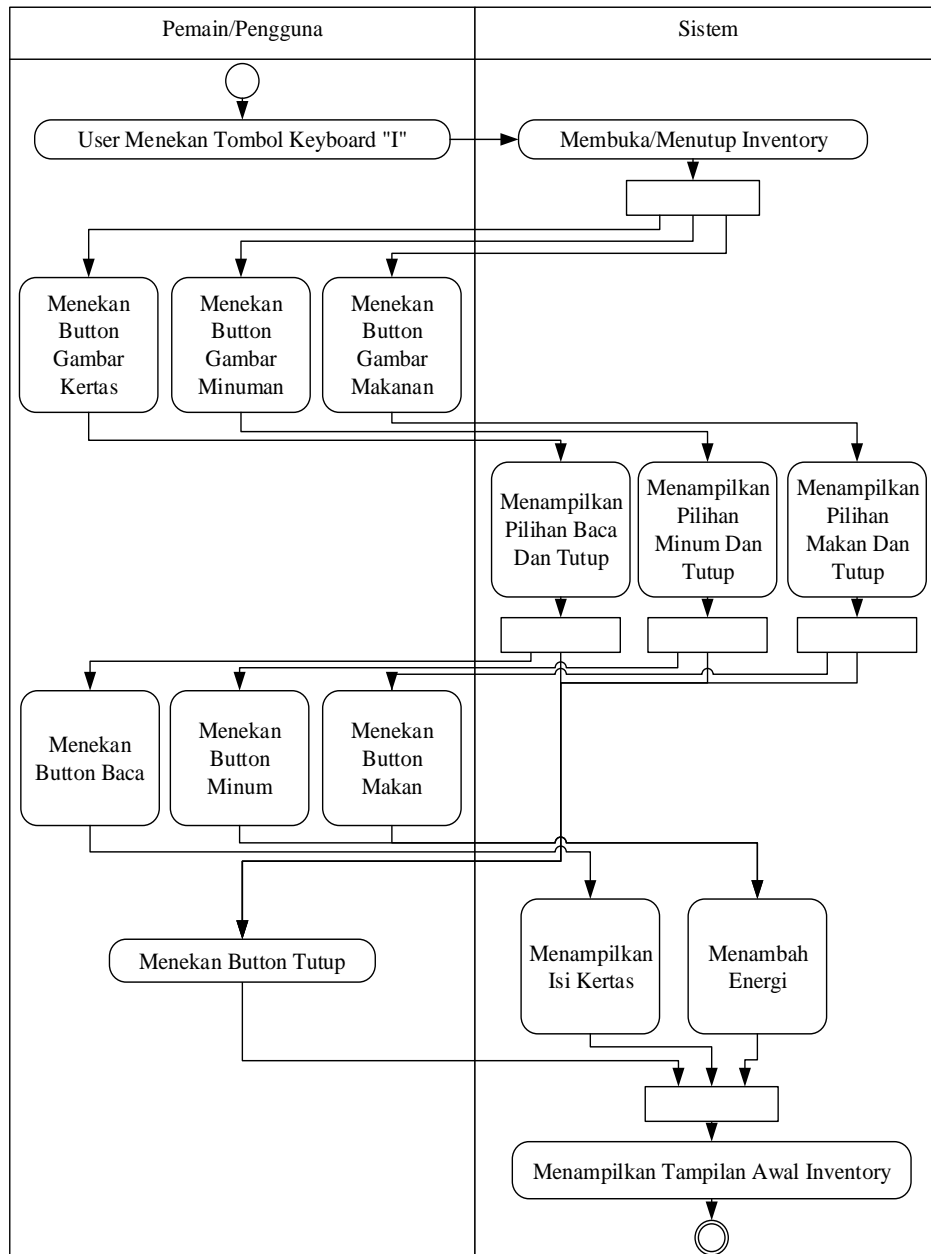 Pemain/Pengguna
Sistem
User Menekan Tombol Keyboard "I"
Membuka/Menutup Inventory
Menekan
Button
Gambar
Kertas
Menekan
Button
Gambar
Minuman
Menekan
Button
Gambar
Makanan
Menampilkan
Pilihan Baca
Dan Tutup
Menampilkan
Pilihan
Minum Dan
Tutup
Menampilkan
Pilihan
Makan Dan
Tutup
Menekan
Button Baca
Menekan
Button
Minum
Menekan
Button
Makan
Menekan Button Tutup
Menampilkan
Isi Kertas
Menambah
Energi
Menampilkan Tampilan Awal Inventory